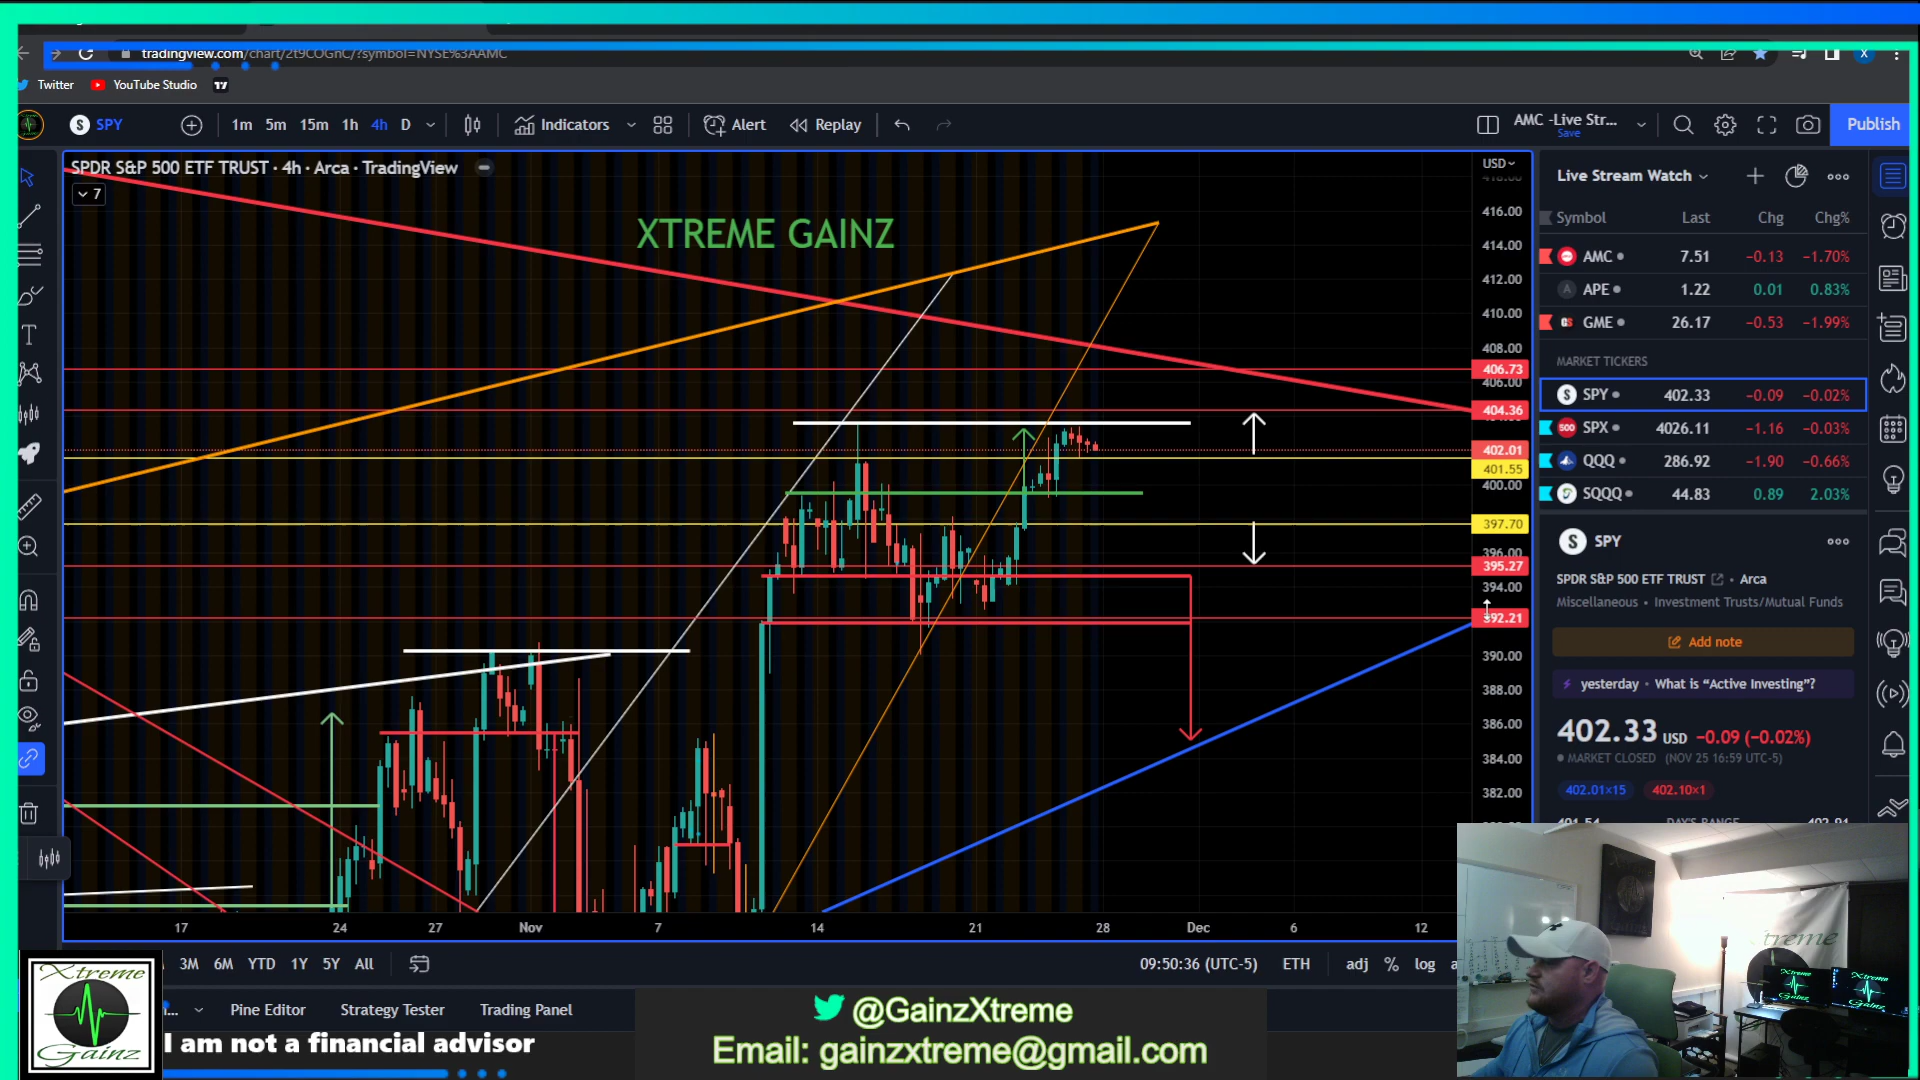 tradingview.com/chart/2t9COGnC/?symbol=NYSE%3AAMC
Twitter YouTube Studio
SPY 1m 5m 15m 1h 4h D Indicators Alert Replay AMC -Live Str... Save Publish
SPDR S&P 500 ETF TRUST · 4h · Arca · TradingView
7
XTREME GAINZ
USD
418.00
416.00
414.00
412.00
410.00
408.00
406.73
406.00
404.36
402.01
401.55
400.00
397.70
396.00
395.27
394.00
392.21
390.00
388.00
386.00
384.00
382.00
17 24 27 Nov 7 14 21 28 Dec 6 12
Live Stream Watch
Symbol Last Chg Chg%
AMC 7.51 −0.13 −1.70%
APE 1.22 0.01 0.83%
GME 26.17 −0.53 −1.99%
MARKET TICKERS
SPY 402.33 −0.09 −0.02%
SPX 4026.11 −1.16 −0.03%
QQQ 286.92 −1.90 −0.66%
SQQQ 44.83 0.89 2.03%
SPY
SPDR S&P 500 ETF TRUST · Arca
Miscellaneous · Investment Trusts/Mutual Funds
Add note
yesterday · What is “Active Investing”?
402.33 USD −0.09 (−0.02%)
MARKET CLOSED (NOV 25 16:59 UTC-5)
402.01×15 402.10×1
3M 6M YTD 1Y 5Y All 09:50:36 (UTC-5) ETH adj % log
Pine Editor Strategy Tester Trading Panel
Xtreme
Gainz
I am not a financial advisor
@GainzXtreme
Email: gainzxtreme@gmail.com